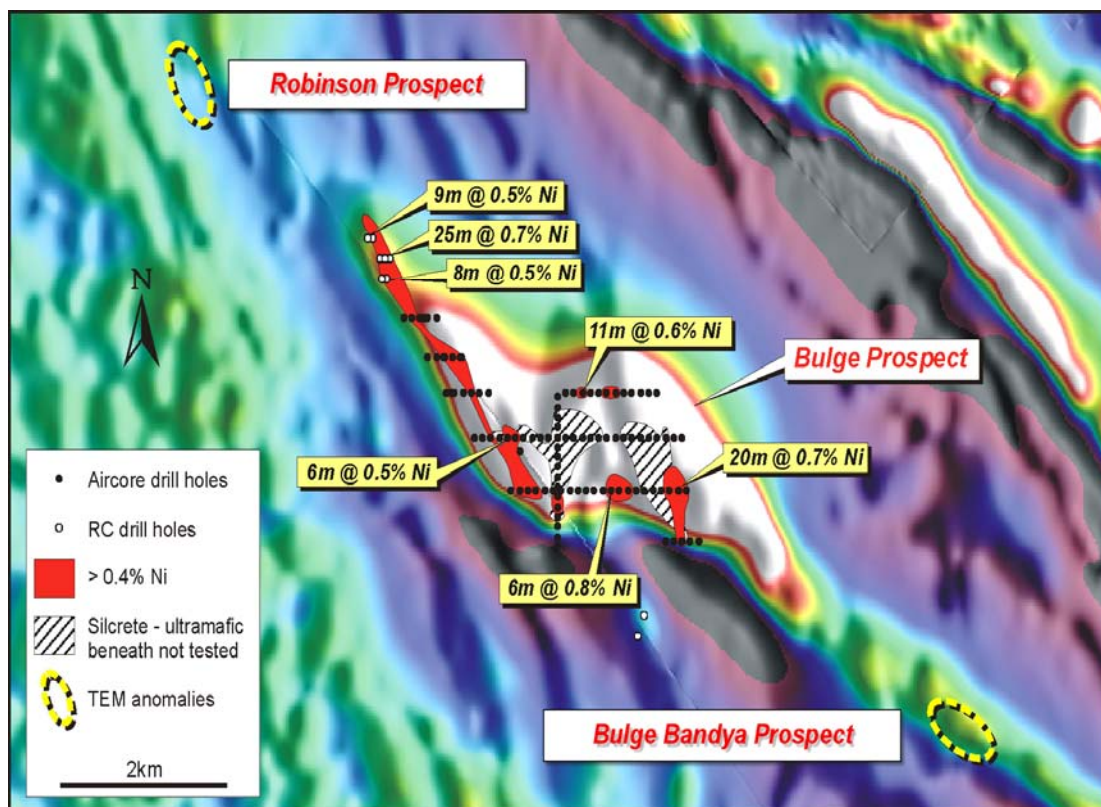 Robinson Prospect
9m @ 0.5% Ni
25m @ 0.7% Ni
8m @ 0.5% Ni
N
11m @ 0.6% Ni
Bulge Prospect
6m @ 0.5% Ni
20m @ 0.7% Ni
6m @ 0.8% Ni
Bulge Bandya Prospect
Aircore drill holes
RC drill holes
> 0.4% Ni
Silcrete - ultramafic
beneath not tested
TEM anomalies
2km